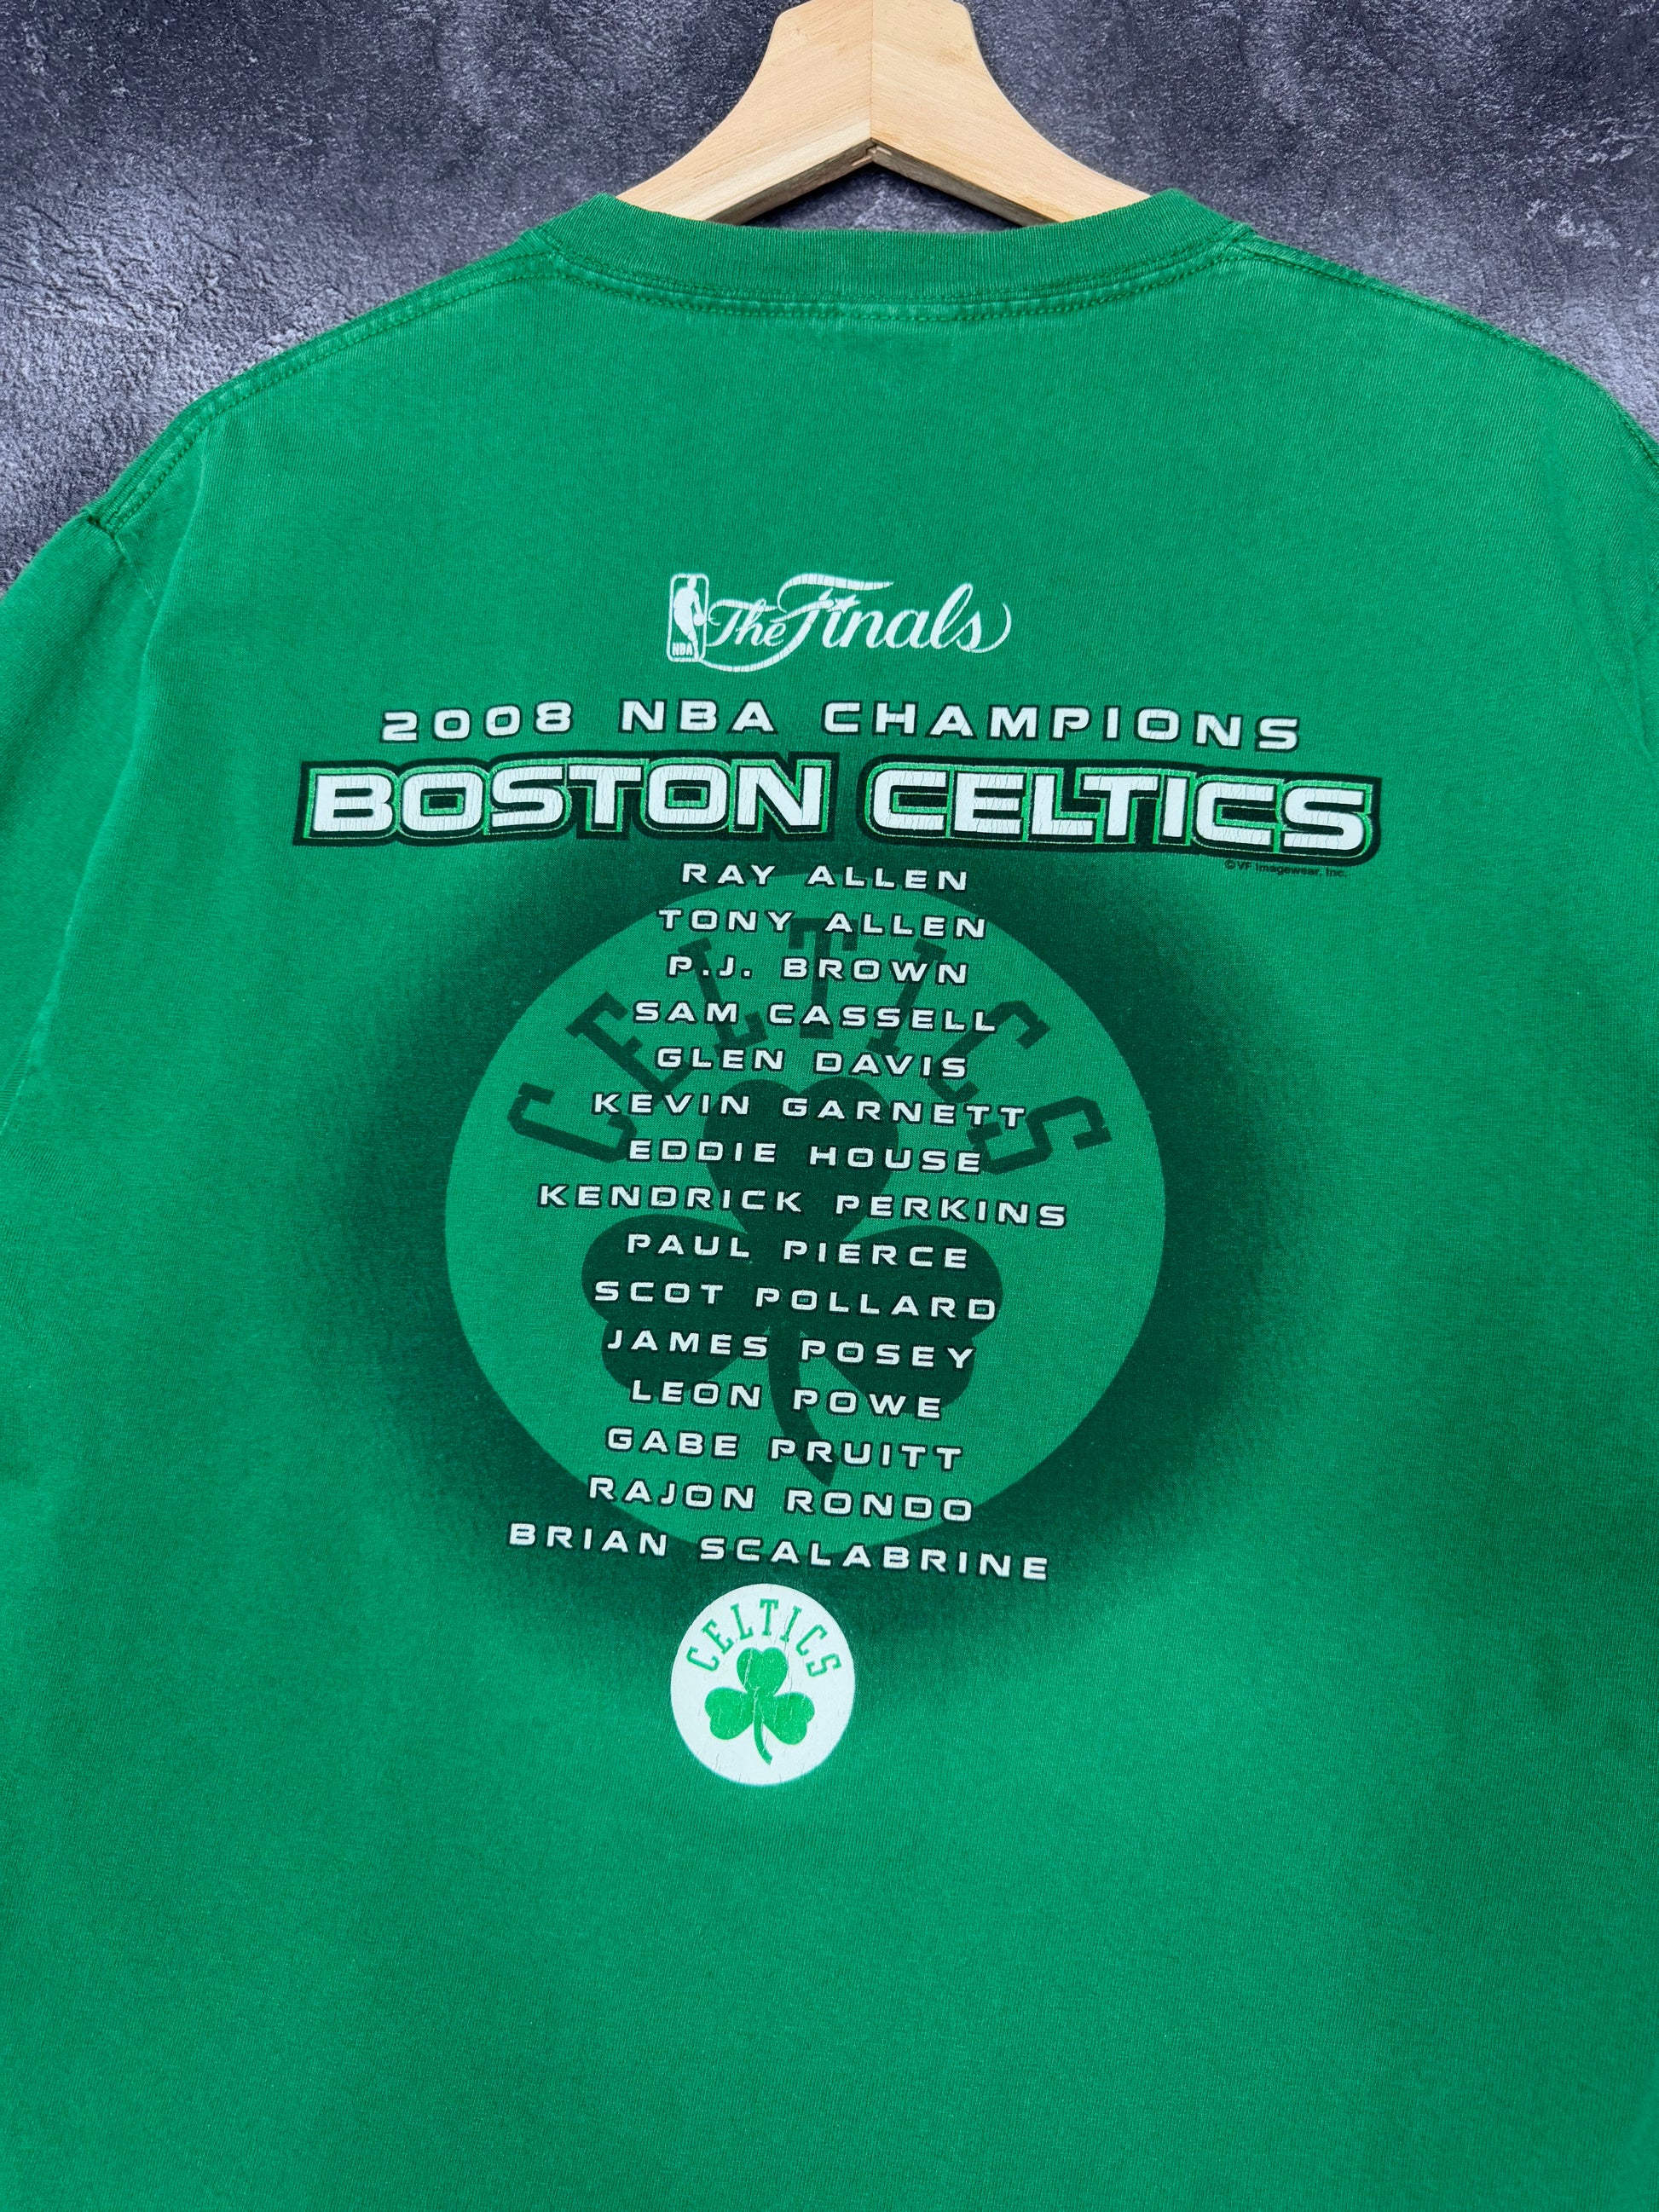 NBA The Finals
2008 NBA CHAMPIONS
BOSTON CELTICS
© VF Imagewear, Inc.
RAY ALLEN
TONY ALLEN
P.J. BROWN
SAM CASSELL
GLEN DAVIS
KEVIN GARNETT
EDDIE HOUSE
KENDRICK PERKINS
PAUL PIERCE
SCOT POLLARD
JAMES POSEY
LEON POWE
GABE PRUITT
RAJON RONDO
BRIAN SCALABRINE
CELTICS
CELTICS